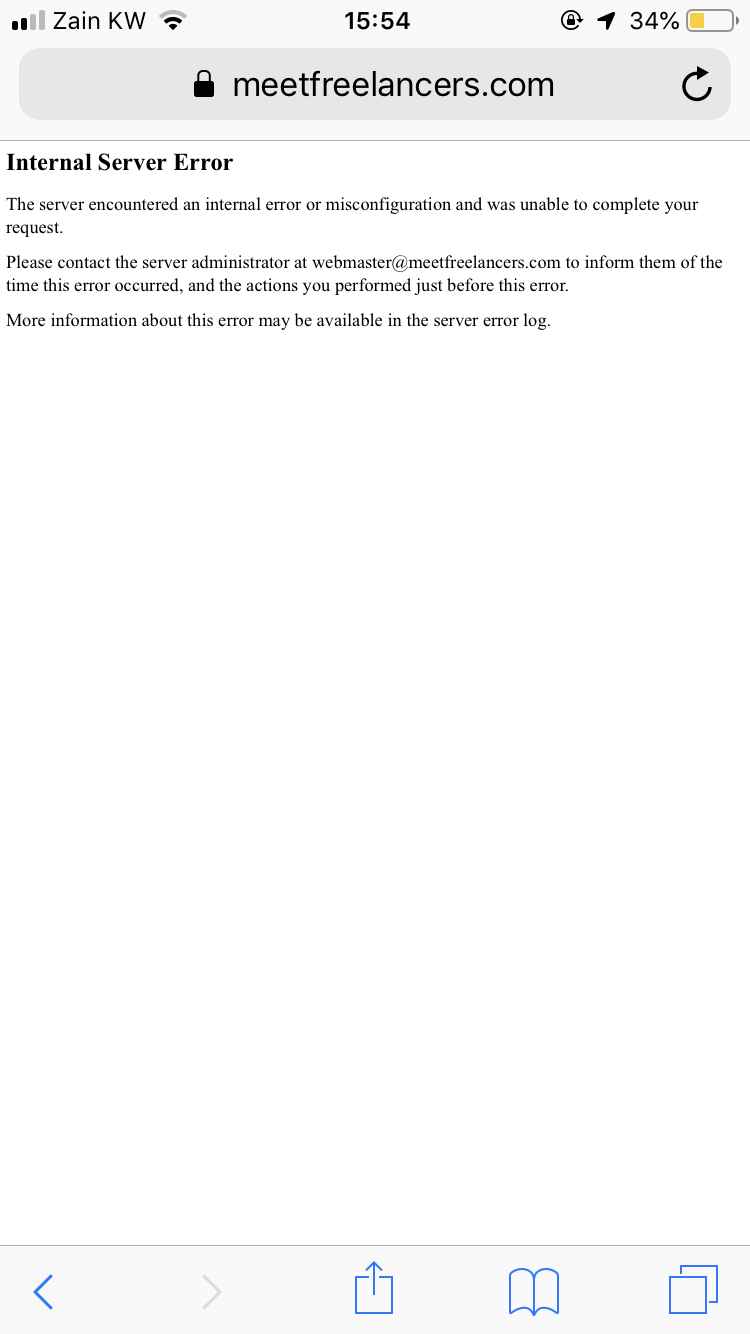 Zain KW 15:54 34%
meetfreelancers.com
Internal Server Error
The server encountered an internal error or misconfiguration and was unable to complete your
request.
Please contact the server administrator at webmaster@meetfreelancers.com to inform them of the
time this error occurred, and the actions you performed just before this error.
More information about this error may be available in the server error log.